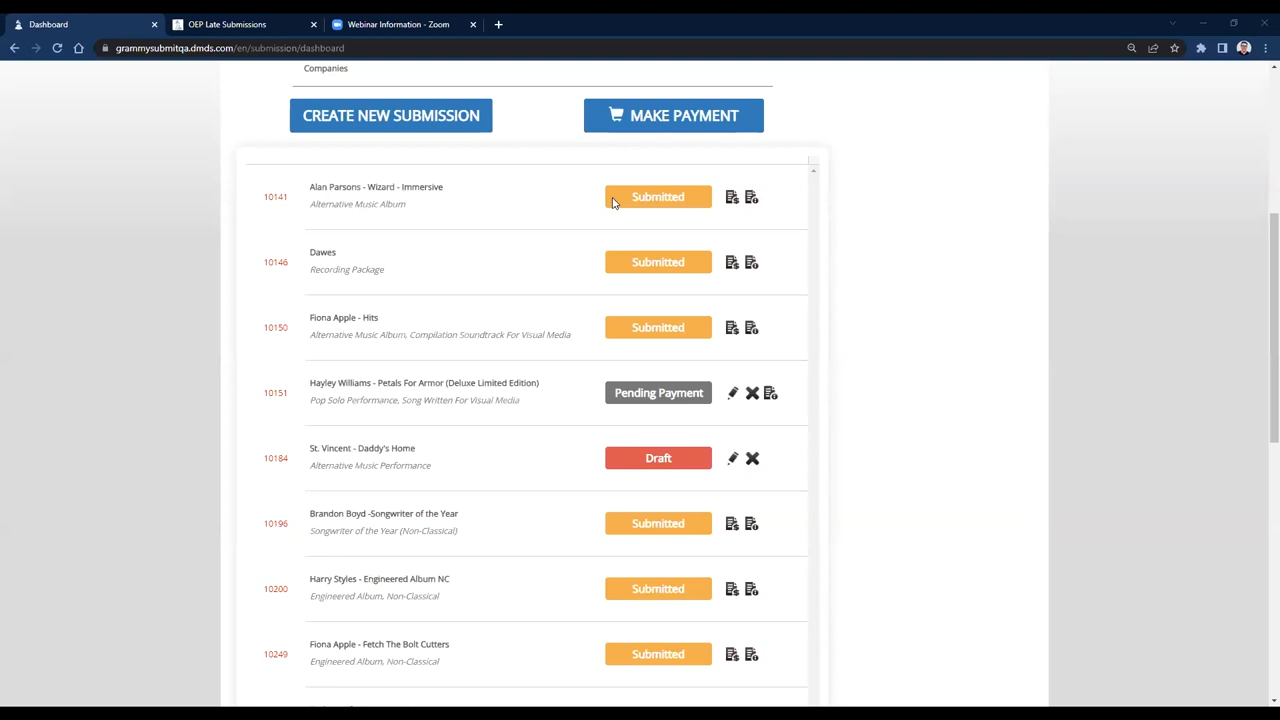 Dashboard
OEP Late Submissions
Webinar Information - Zoom
grammysubmitqa.dmds.com/en/submission/dashboard
Companies
CREATE NEW SUBMISSION
MAKE PAYMENT
10141
Alan Parsons - Wizard - Immersive
Alternative Music Album
Submitted
10146
Dawes
Recording Package
Submitted
10150
Fiona Apple - Hits
Alternative Music Album, Compilation Soundtrack For Visual Media
Submitted
10151
Hayley Williams - Petals For Armor (Deluxe Limited Edition)
Pop Solo Performance, Song Written For Visual Media
Pending Payment
10184
St. Vincent - Daddy's Home
Alternative Music Performance
Draft
10196
Brandon Boyd -Songwriter of the Year
Songwriter of the Year (Non-Classical)
Submitted
10200
Harry Styles - Engineered Album NC
Engineered Album, Non-Classical
Submitted
10249
Fiona Apple - Fetch The Bolt Cutters
Engineered Album, Non-Classical
Submitted